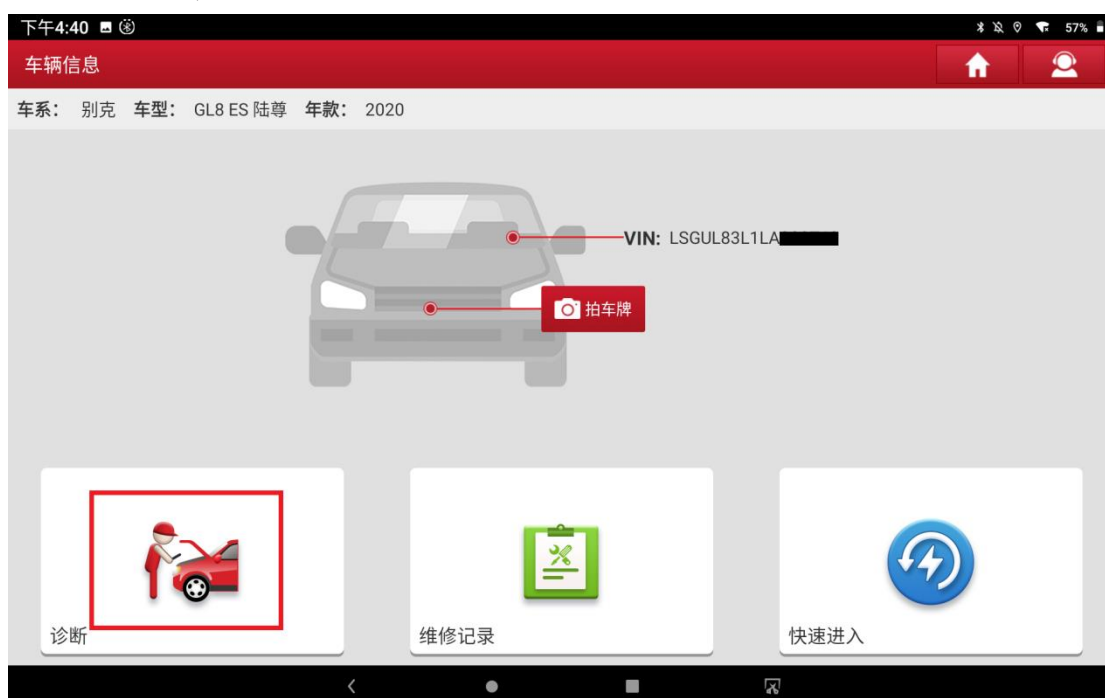 下午4:40 57%
车辆信息
车系： 别克 车型： GL8 ES 陆尊 年款： 2020
VIN: LSGUL83L1LA
拍车牌
诊断 维修记录 快速进入